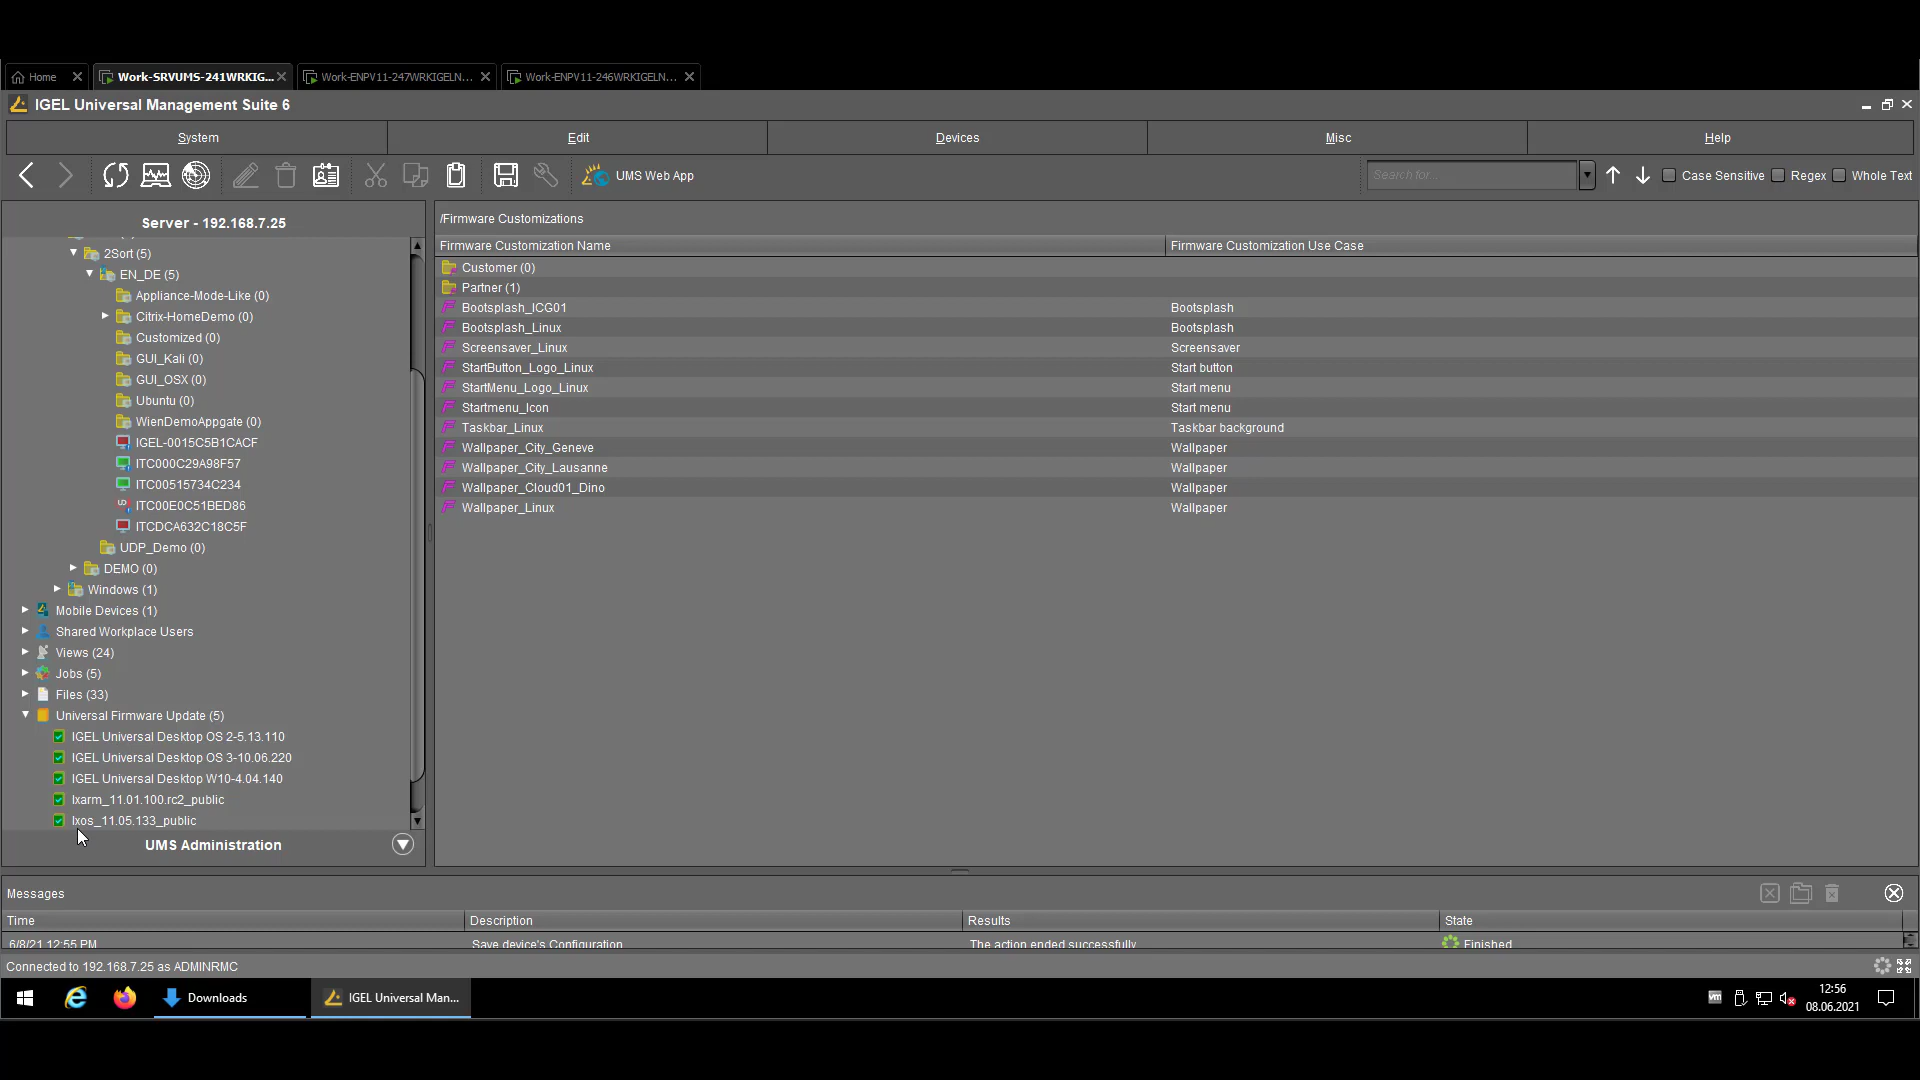 Home
Work-SRVUMS-241WRKIG...
Work-ENPV11-247WRKIGELN...
Work-ENPV11-246WRKIGELN...
IGEL Universal Management Suite 6
System
Edit
Devices
Misc
Help
UMS Web App
Search for...
Case Sensitive
Regex
Whole Text
Server - 192.168.7.25
2Sort (5)
EN_DE (5)
Appliance-Mode-Like (0)
Citrix-HomeDemo (0)
Customized (0)
GUI_Kali (0)
GUI_OSX (0)
Ubuntu (0)
WienDemoAppgate (0)
IGEL-0015C5B1CACF
ITC000C29A98F57
ITC00515734C234
ITC00E0C51BED86
ITCDCA632C18C5F
UDP_Demo (0)
DEMO (0)
Windows (1)
Mobile Devices (1)
Shared Workplace Users
Views (24)
Jobs (5)
Files (33)
Universal Firmware Update (5)
IGEL Universal Desktop OS 2-5.13.110
IGEL Universal Desktop OS 3-10.06.220
IGEL Universal Desktop W10-4.04.140
lxarm_11.01.100.rc2_public
lxos_11.05.133_public
UMS Administration
/Firmware Customizations
Firmware Customization Name
Firmware Customization Use Case
Customer (0)
Partner (1)
Bootsplash_ICG01 Bootsplash
Bootsplash_Linux Bootsplash
Screensaver_Linux Screensaver
StartButton_Logo_Linux Start button
StartMenu_Logo_Linux Start menu
Startmenu_Icon Start menu
Taskbar_Linux Taskbar background
Wallpaper_City_Geneve Wallpaper
Wallpaper_City_Lausanne Wallpaper
Wallpaper_Cloud01_Dino Wallpaper
Wallpaper_Linux Wallpaper
Messages
Time Description Results State
6/8/21 12:55 PM Save device's Configuration The action ended successfully Finished
Connected to 192.168.7.25 as ADMINRMC
Downloads
IGEL Universal Man...
vm
12:56
08.06.2021